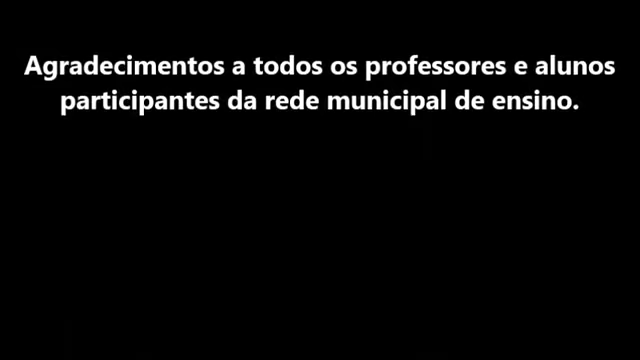 Agradecimentos a todos os professores e alunos
participantes da rede municipal de ensino.